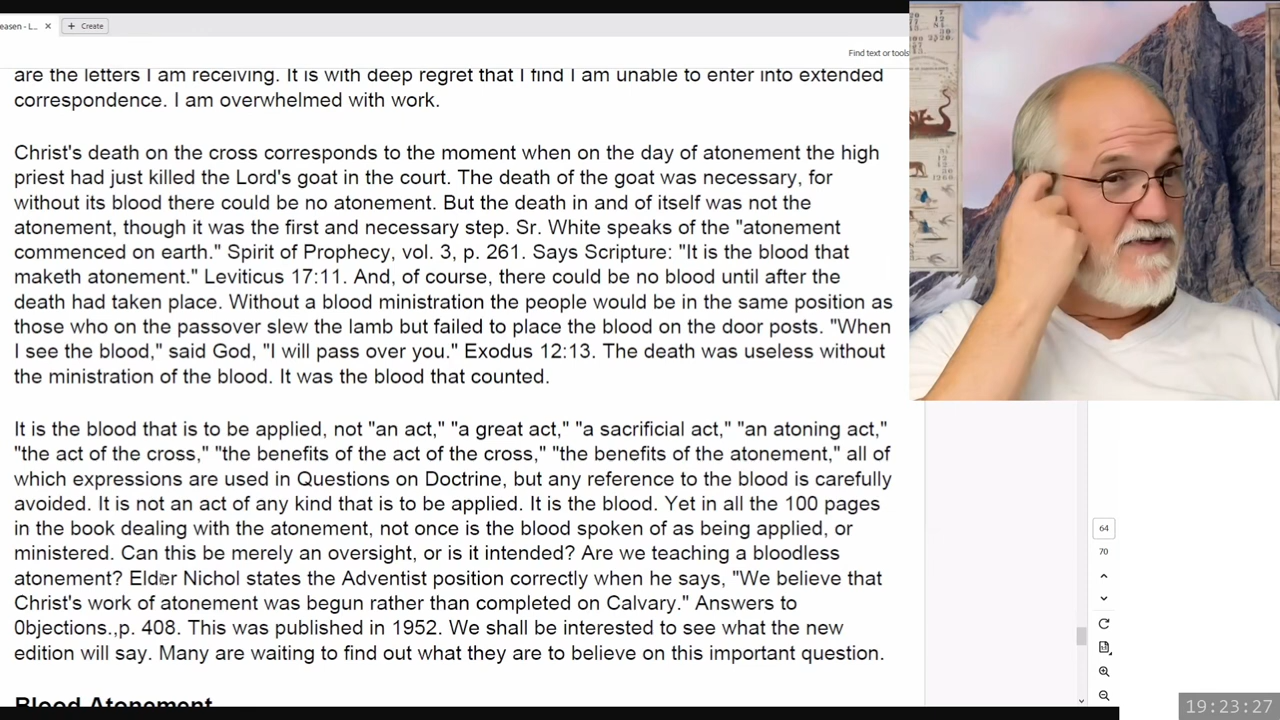 easen - L...
Create
Find text or tools
are the letters I am receiving. It is with deep regret that I find I am unable to enter into extended
correspondence. I am overwhelmed with work.
Christ's death on the cross corresponds to the moment when on the day of atonement the high
priest had just killed the Lord's goat in the court. The death of the goat was necessary, for
without its blood there could be no atonement. But the death in and of itself was not the
atonement, though it was the first and necessary step. Sr. White speaks of the "atonement
commenced on earth." Spirit of Prophecy, vol. 3, p. 261. Says Scripture: "It is the blood that
maketh atonement." Leviticus 17:11. And, of course, there could be no blood until after the
death had taken place. Without a blood ministration the people would be in the same position as
those who on the passover slew the lamb but failed to place the blood on the door posts. "When
I see the blood," said God, "I will pass over you." Exodus 12:13. The death was useless without
the ministration of the blood. It was the blood that counted.
It is the blood that is to be applied, not "an act," "a great act," "a sacrificial act," "an atoning act,"
"the act of the cross," "the benefits of the act of the cross," "the benefits of the atonement," all of
which expressions are used in Questions on Doctrine, but any reference to the blood is carefully
avoided. It is not an act of any kind that is to be applied. It is the blood. Yet in all the 100 pages
in the book dealing with the atonement, not once is the blood spoken of as being applied, or
ministered. Can this be merely an oversight, or is it intended? Are we teaching a bloodless
atonement? Elder Nichol states the Adventist position correctly when he says, "We believe that
Christ's work of atonement was begun rather than completed on Calvary." Answers to
0bjections.,p. 408. This was published in 1952. We shall be interested to see what the new
edition will say. Many are waiting to find out what they are to believe on this important question.
Blood Atonement
64
70
19:23:27